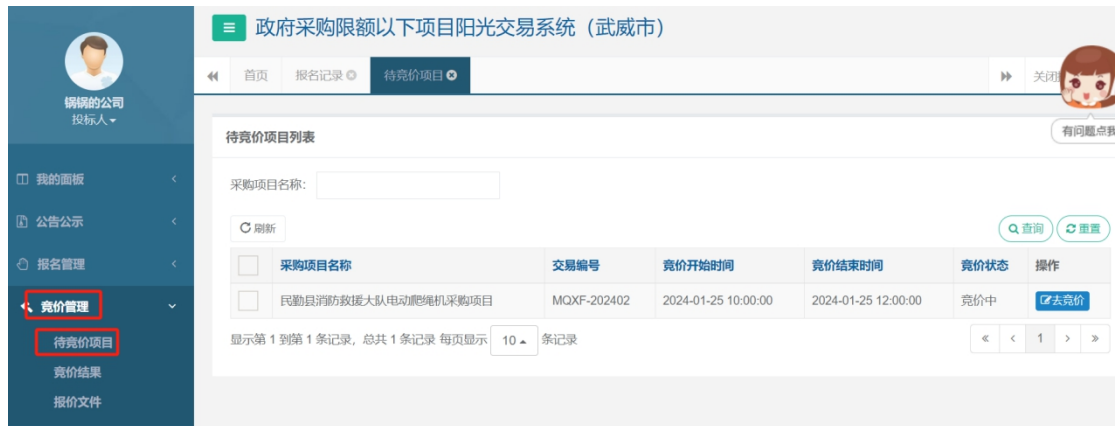 政府采购限额以下项目阳光交易系统（武威市）
首页 报名记录 待竞价项目 关闭
锅锅的公司
投标人
有问题点我
待竞价项目列表
我的面板
采购项目名称:
公告公示
刷新 查询 重置
报名管理
采购项目名称 交易编号 竞价开始时间 竞价结束时间 竞价状态 操作
竞价管理
民勤县消防救援大队电动爬绳机采购项目 MQXF-202402 2024-01-25 10:00:00 2024-01-25 12:00:00 竞价中 去竞价
待竞价项目
显示第 1 到第 1 条记录，总共 1 条记录 每页显示 10 条记录 « < 1 > »
竞价结果
报价文件